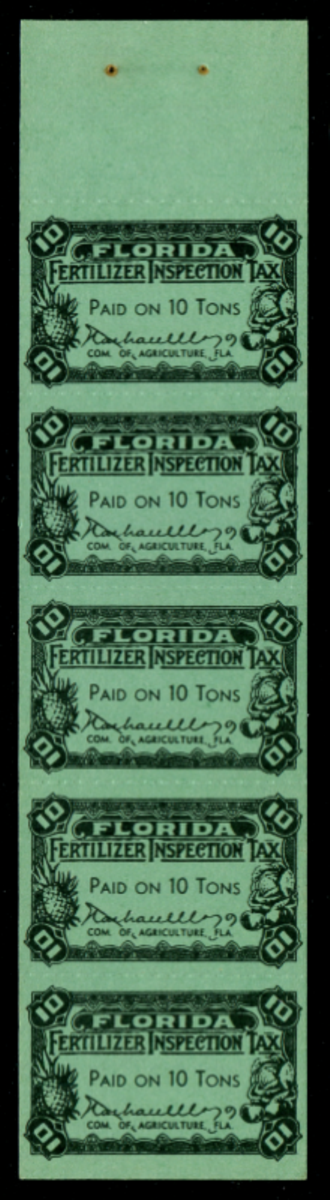 10 10
FLORIDA
FERTILIZER INSPECTION TAX
PAID ON 10 TONS
COM. OF AGRICULTURE, FLA.
10 10
10 10
FLORIDA
FERTILIZER INSPECTION TAX
PAID ON 10 TONS
COM. OF AGRICULTURE, FLA.
10 10
10 10
FLORIDA
FERTILIZER INSPECTION TAX
PAID ON 10 TONS
COM. OF AGRICULTURE, FLA.
10 10
10 10
FLORIDA
FERTILIZER INSPECTION TAX
PAID ON 10 TONS
COM. OF AGRICULTURE, FLA.
10 10
10 10
FLORIDA
FERTILIZER INSPECTION TAX
PAID ON 10 TONS
COM. OF AGRICULTURE, FLA.
10 10